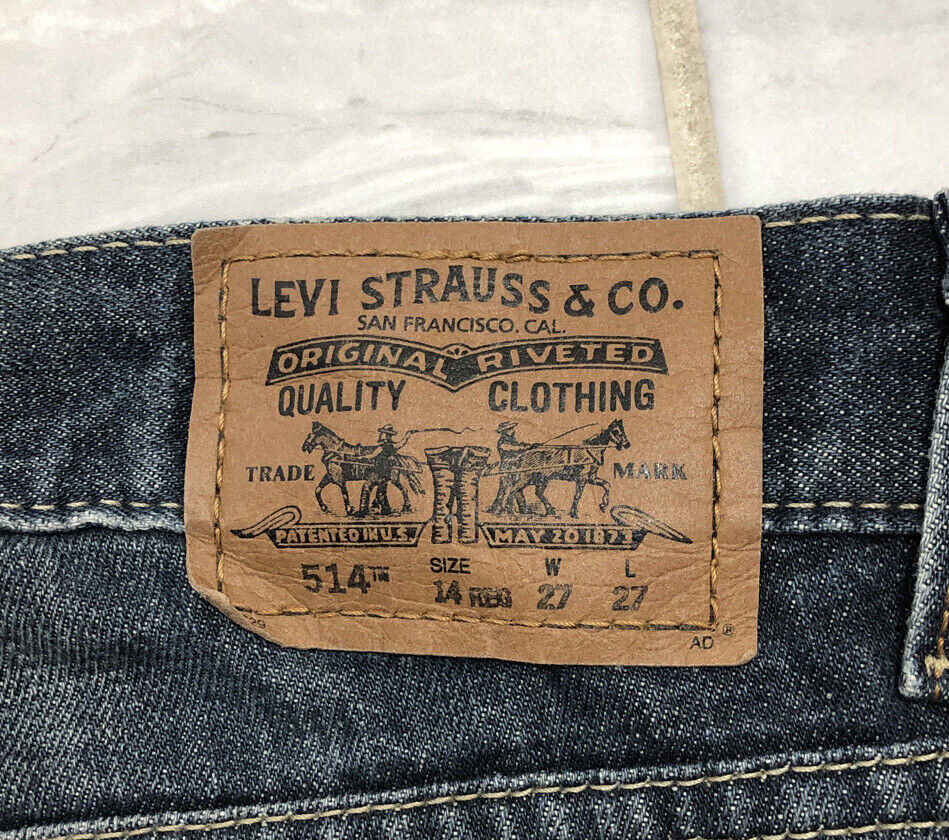 LEVI STRAUSS & CO.
SAN FRANCISCO. CAL.
ORIGINAL RIVETED
QUALITY CLOTHING
TRADE MARK
PATENTED IN U.S. MAY 20 1873
514™ SIZE W L
14 REG 27 27
29 AD ®